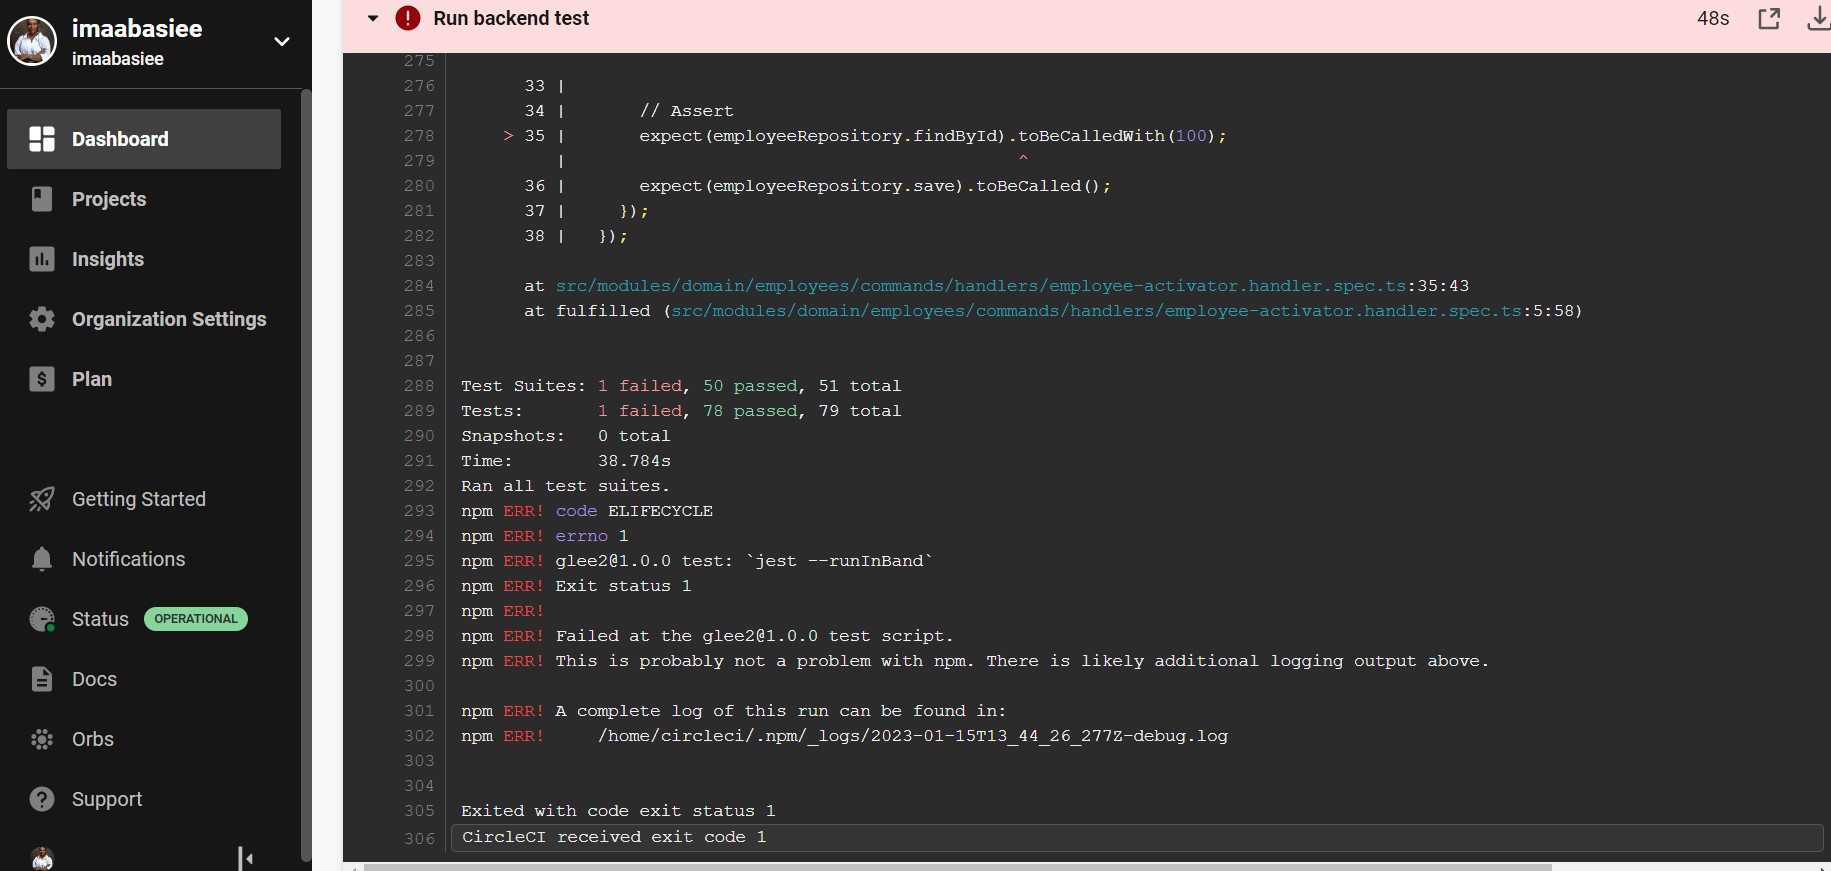 imaabasiee
imaabasiee
Dashboard
Projects
Insights
Organization Settings
Plan
Getting Started
Notifications
Status OPERATIONAL
Docs
Orbs
Support
Run backend test 48s
275
276 33 |
277 34 | // Assert
278 > 35 | expect(employeeRepository.findById).toBeCalledWith(100);
279 | ^
280 36 | expect(employeeRepository.save).toBeCalled();
281 37 | });
282 38 | });
283
284 at src/modules/domain/employees/commands/handlers/employee-activator.handler.spec.ts:35:43
285 at fulfilled (src/modules/domain/employees/commands/handlers/employee-activator.handler.spec.ts:5:58)
286
287
288 Test Suites: 1 failed, 50 passed, 51 total
289 Tests: 1 failed, 78 passed, 79 total
290 Snapshots: 0 total
291 Time: 38.784s
292 Ran all test suites.
293 npm ERR! code ELIFECYCLE
294 npm ERR! errno 1
295 npm ERR! glee2@1.0.0 test: `jest --runInBand`
296 npm ERR! Exit status 1
297 npm ERR!
298 npm ERR! Failed at the glee2@1.0.0 test script.
299 npm ERR! This is probably not a problem with npm. There is likely additional logging output above.
300
301 npm ERR! A complete log of this run can be found in:
302 npm ERR! /home/circleci/.npm/_logs/2023-01-15T13_44_26_277Z-debug.log
303
304
305 Exited with code exit status 1
306 CircleCI received exit code 1